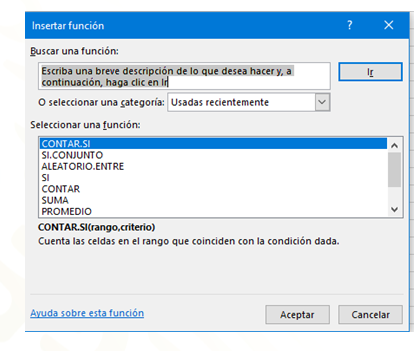 Insertar función
? ×
Buscar una función:
Escriba una breve descripción de lo que desea hacer y, a
continuación, haga clic en Ir
Ir
O seleccionar una categoría: Usadas recientemente
Seleccionar una función:
CONTAR.SI
SI.CONJUNTO
ALEATORIO.ENTRE
SI
CONTAR
SUMA
PROMEDIO
CONTAR.SI(rango,criterio)
Cuenta las celdas en el rango que coinciden con la condición dada.
Ayuda sobre esta función
Aceptar
Cancelar